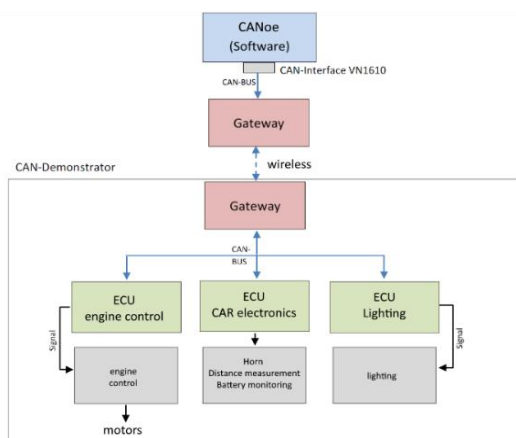 CANoe
(Software)
CAN-Interface VN1610
CAN-BUS
Gateway
wireless
CAN-Demonstrator
Gateway
CAN-
BUS
ECU
engine control
ECU
CAR electronics
ECU
Lighting
Signal
engine
control
Horn
Distance measurement
Battery monitoring
lighting
Signal
motors